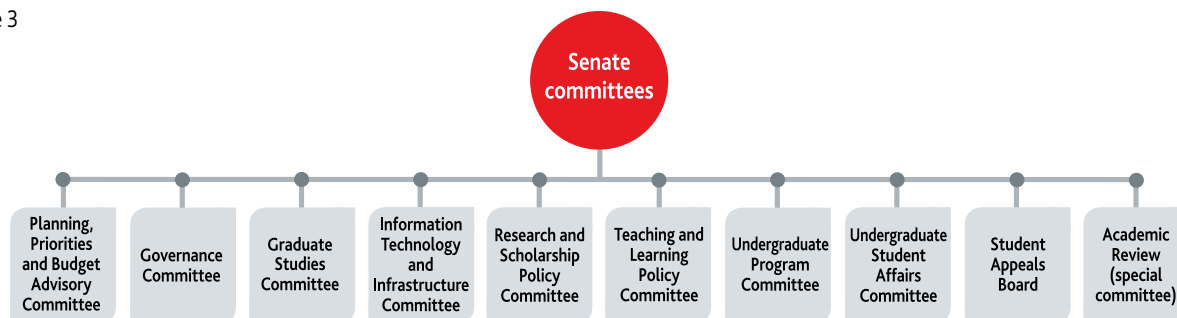 3
Senate
committees
Planning,
Priorities
and Budget
Advisory
Committee
Governance
Committee
Graduate
Studies
Committee
Information
Technology
and
Infrastructure
Committee
Research and
Scholarship
Policy
Committee
Teaching and
Learning
Policy
Committee
Undergraduate
Program
Committee
Undergraduate
Student
Affairs
Committee
Student
Appeals
Board
Academic
Review
(special
committee)